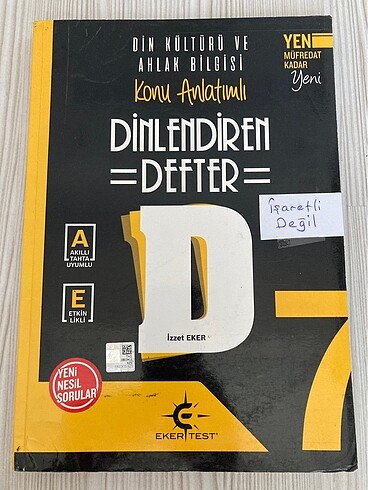 DİN KÜLTÜRÜ VE
AHLAK BİLGİSİ
Konu Anlatımlı
YENİ
MÜFREDAT
KADAR
Yeni
DİNLENDİREN
DEFTER
İşaretli
Değil
A
AKILLI
TAHTA
UYUMLU
E
ETKİN
LİKLİ
D
İzzet EKER
7
YENİ
NESİL
SORULAR
EKER TEST